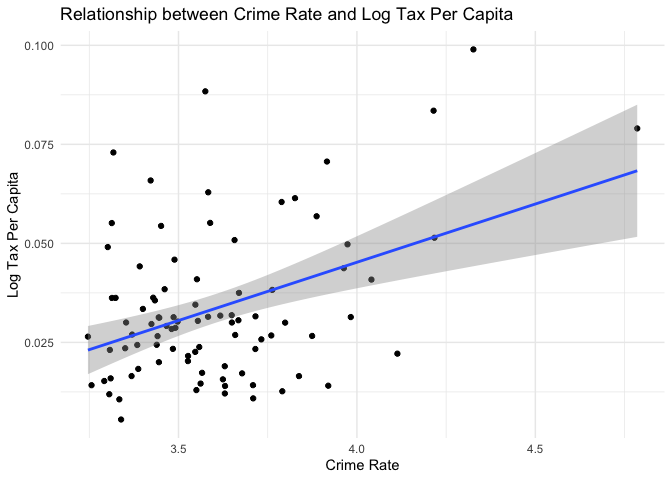 Relationship between Crime Rate and Log Tax Per Capita
Log Tax Per Capita
0.100
0.075
0.050
0.025
3.5 4.0 4.5
Crime Rate